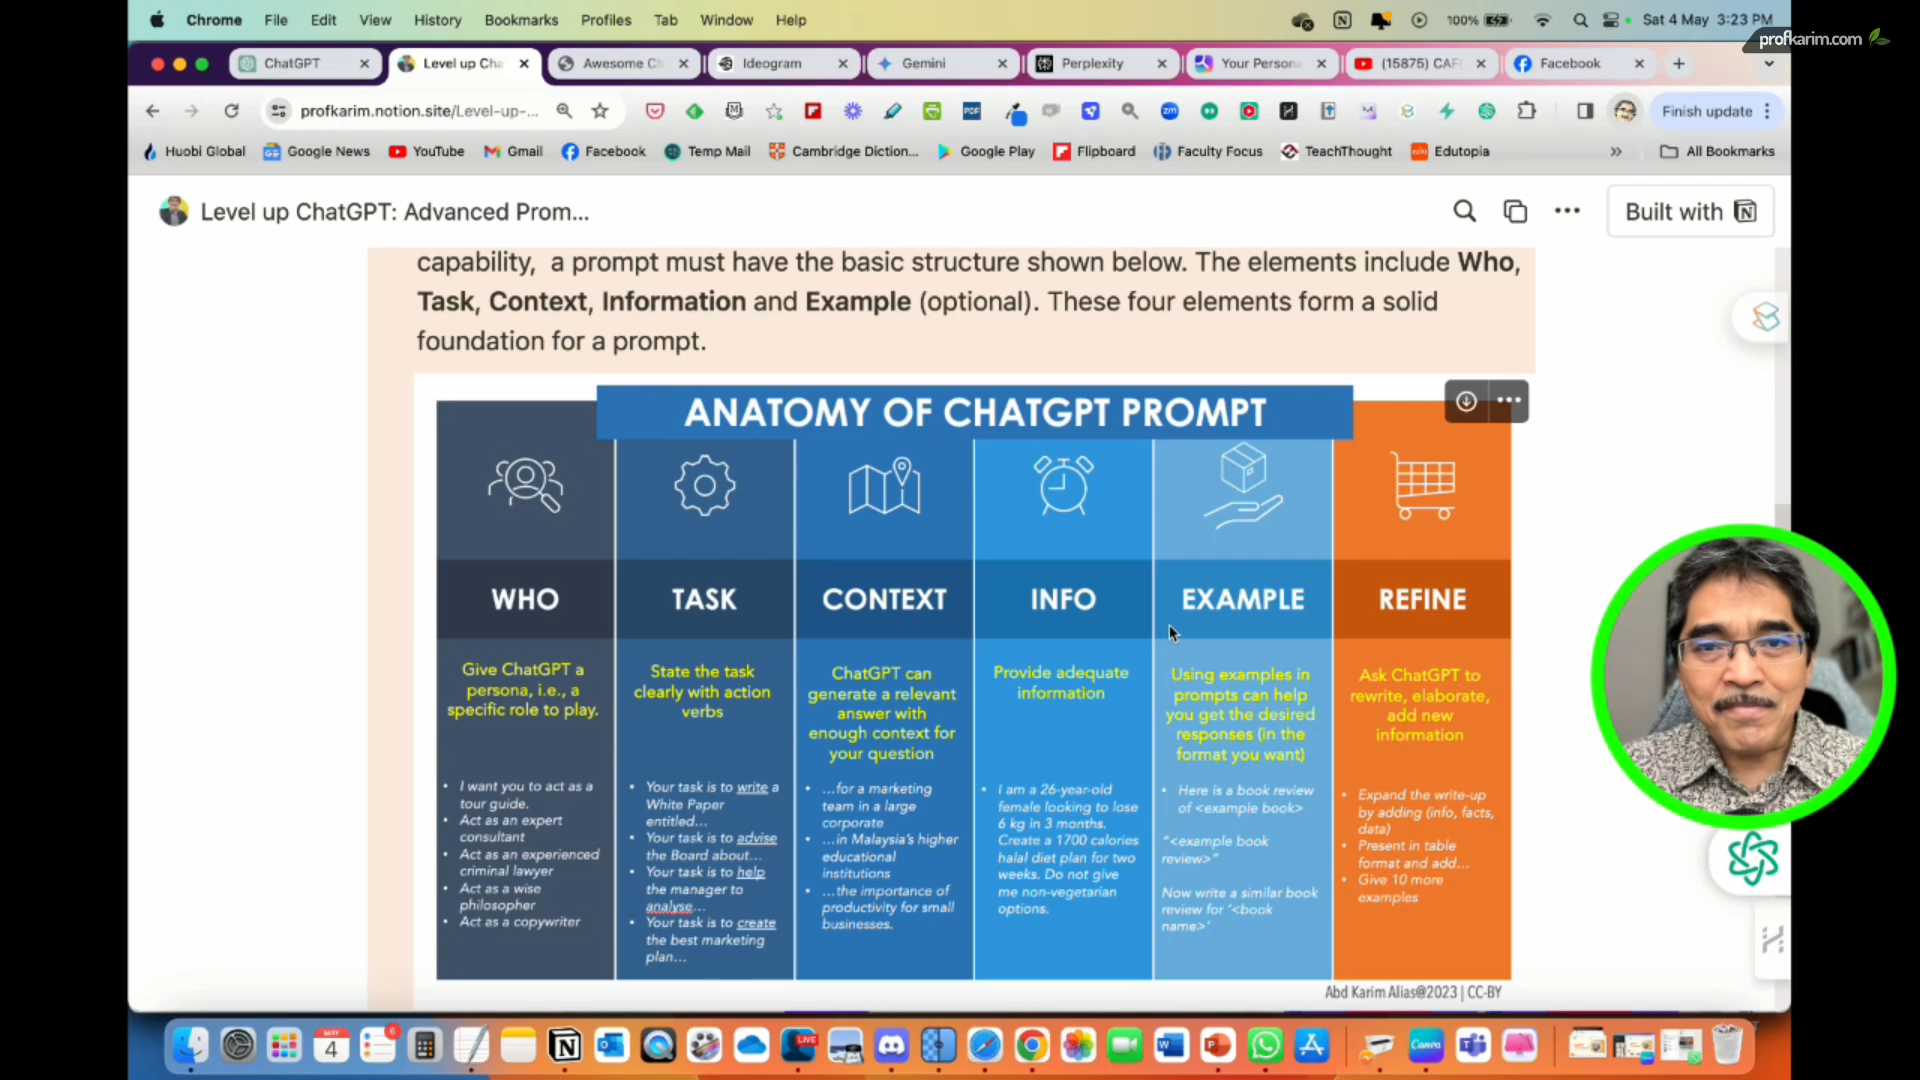 Chrome File Edit View History Bookmarks Profiles Tab Window Help 100% Sat 4 May 3:23 PM
profkarim.com
ChatGPT Level up Cha Awesome Ch Ideogram Gemini Perplexity Your Persona (15875) CAF Facebook
profkarim.notion.site/Level-up-... Finish update
Huobi Global Google News YouTube Gmail Facebook Temp Mail Cambridge Diction... Google Play Flipboard Faculty Focus TeachThought Edutopia All Bookmarks
Level up ChatGPT: Advanced Prom... Built with
capability, a prompt must have the basic structure shown below. The elements include Who,
Task, Context, Information and Example (optional). These four elements form a solid
foundation for a prompt.
ANATOMY OF CHATGPT PROMPT
WHO
Give ChatGPT a
persona, i.e., a
specific role to play.
• I want you to act as a
tour guide.
• Act as an expert
consultant
• Act as an experienced
criminal lawyer
• Act as a wise
philosopher
• Act as a copywriter
TASK
State the task
clearly with action
verbs
• Your task is to write a
White Paper
entitled...
• Your task is to advise
the Board about...
• Your task is to help
the manager to
analyse...
• Your task is to create
the best marketing
plan...
CONTEXT
ChatGPT can
generate a relevant
answer with
enough context for
your question
• ...for a marketing
team in a large
corporate
• ...in Malaysia's higher
educational
institutions
• ...the importance of
productivity for small
businesses.
INFO
Provide adequate
information
• I am a 26-year-old
female looking to lose
6 kg in 3 months.
Create a 1700 calories
halal diet plan for two
weeks. Do not give
me non-vegetarian
options.
EXAMPLE
Using examples in
prompts can help
you get the desired
responses (in the
format you want)
• Here is a book review
of <example book>
"<example book
review>"
Now write a similar book
review for '<book
name>'
REFINE
Ask ChatGPT to
rewrite, elaborate,
add new
information
• Expand the write-up
by adding (info, facts,
data)
• Present in table
format and add...
• Give 10 more
examples
Abd Karim Alias@2023 | CC-BY
MAY
4
6
LIVE
Canva